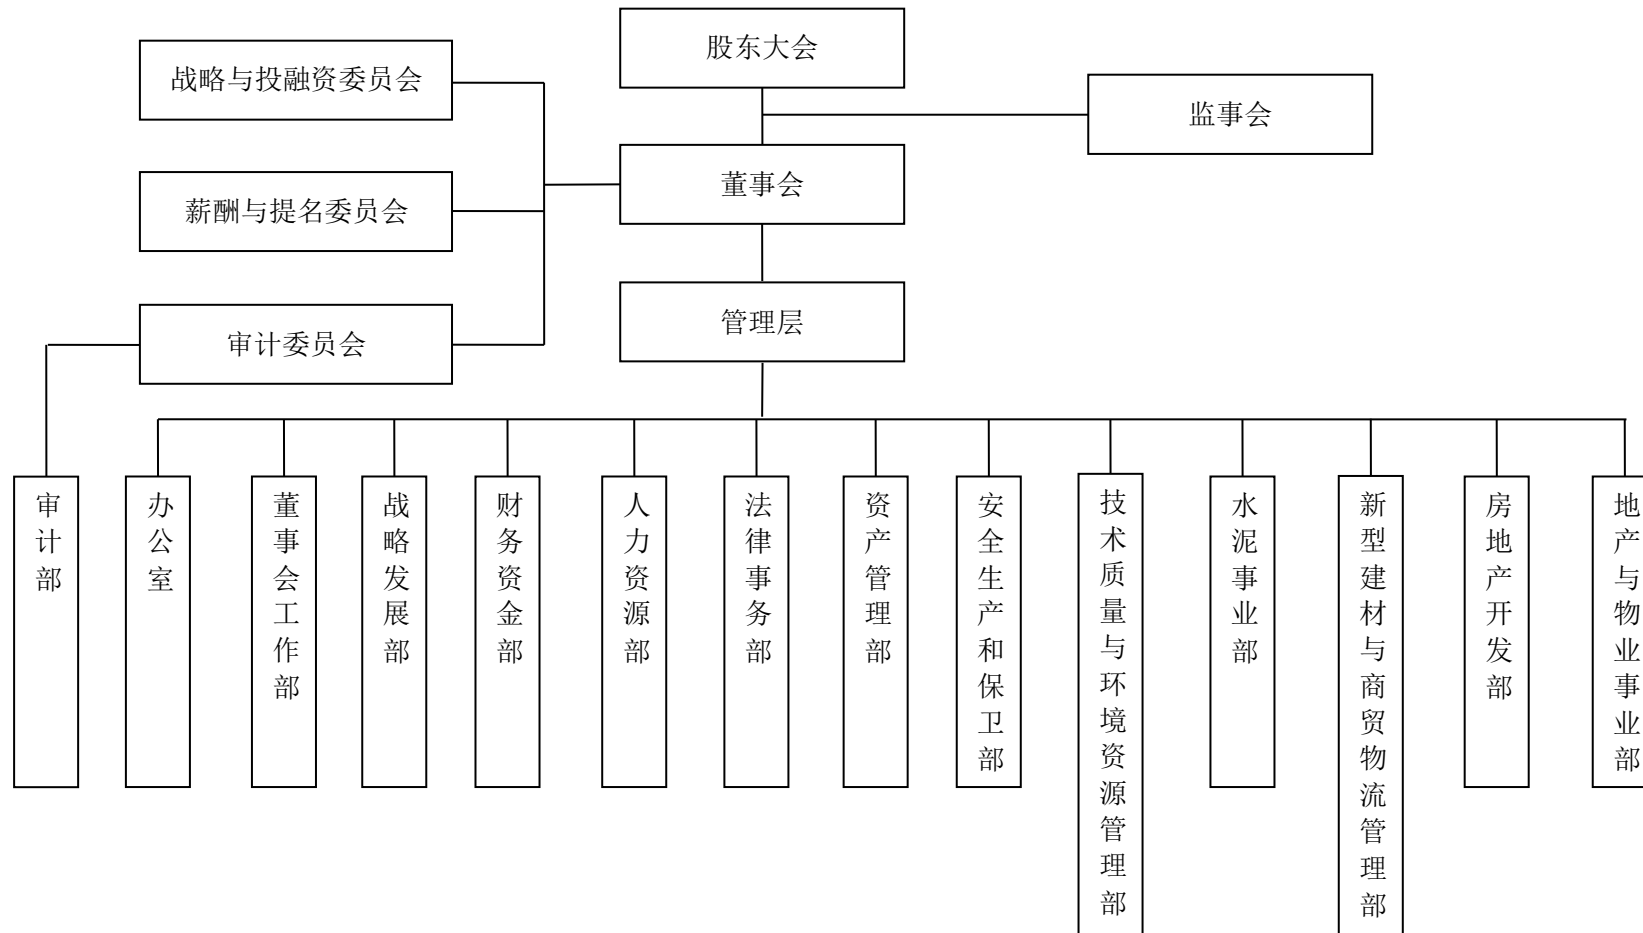 股东大会
战略与投融资委员会
监事会
董事会
薪酬与提名委员会
管理层
审计委员会
审计部
办公室
董事会工作部
战略发展部
财务资金部
人力资源部
法律事务部
资产管理部
安全生产和保卫部
技术质量与环境资源管理部
水泥事业部
新型建材与商贸物流管理部
房地产开发部
地产与物业事业部